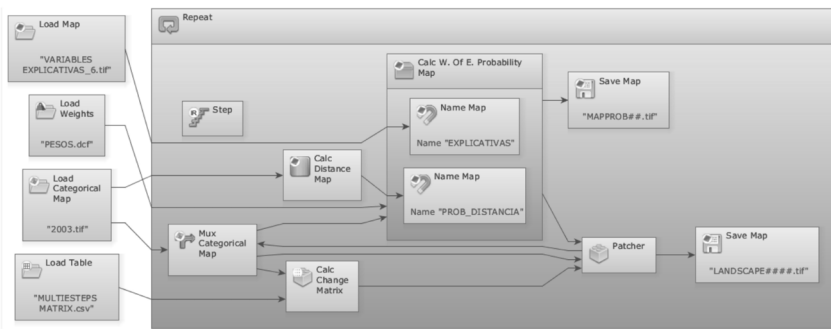 Load Map
"VARIABLES
EXPLICATIVAS_6.tif"
Load
Weights
"PESOS.dcf"
Load
Categorical
Map
"2003.tif"
Load Table
"MULTIESTEPS
MATRIX.csv"
Repeat
R
Step
Calc
Distance
Map
Mux
Categorical
Map
Calc
Change
Matrix
Calc W. Of E. Probability
Map
Name Map
Name "EXPLICATIVAS"
Name Map
Name "PROB_DISTANCIA"
Save Map
"MAPPROB##.tif"
Patcher
Save Map
"LANDSCAPE####.tif"